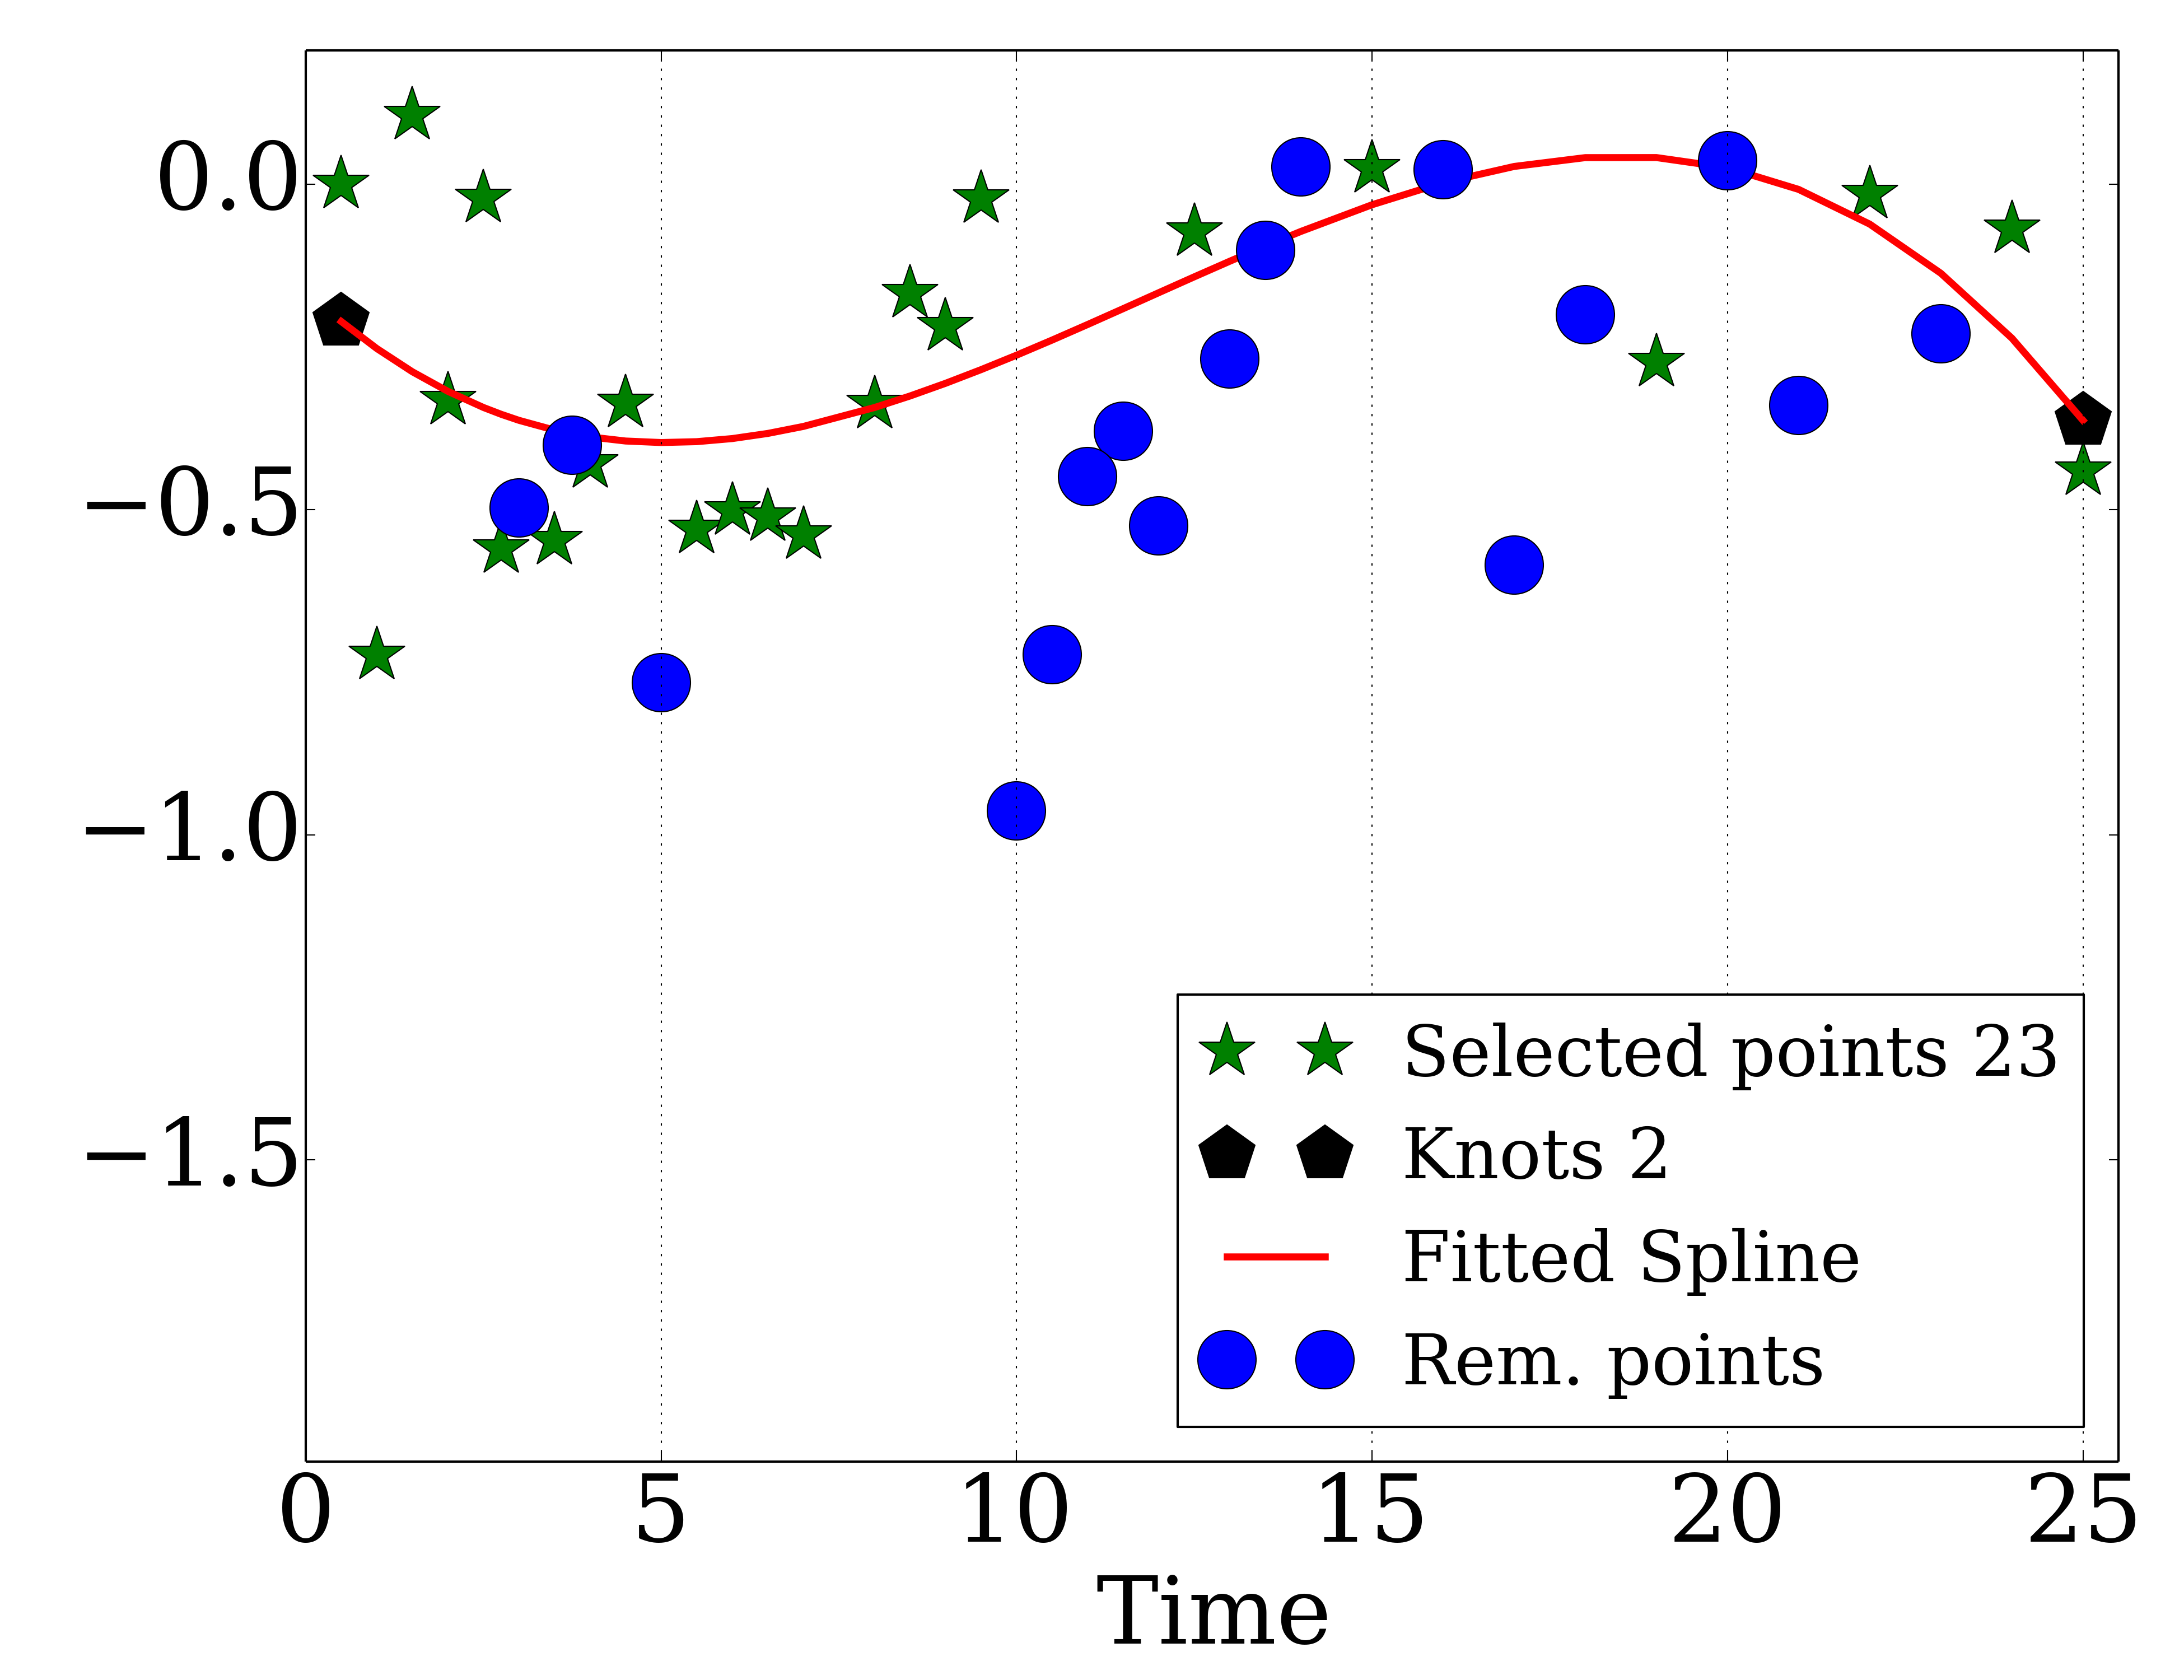 0.0
−0.5
−1.0
−1.5
Selected points 23
Knots 2
Fitted Spline
Rem. points
0 5 10 15 20 25
Time